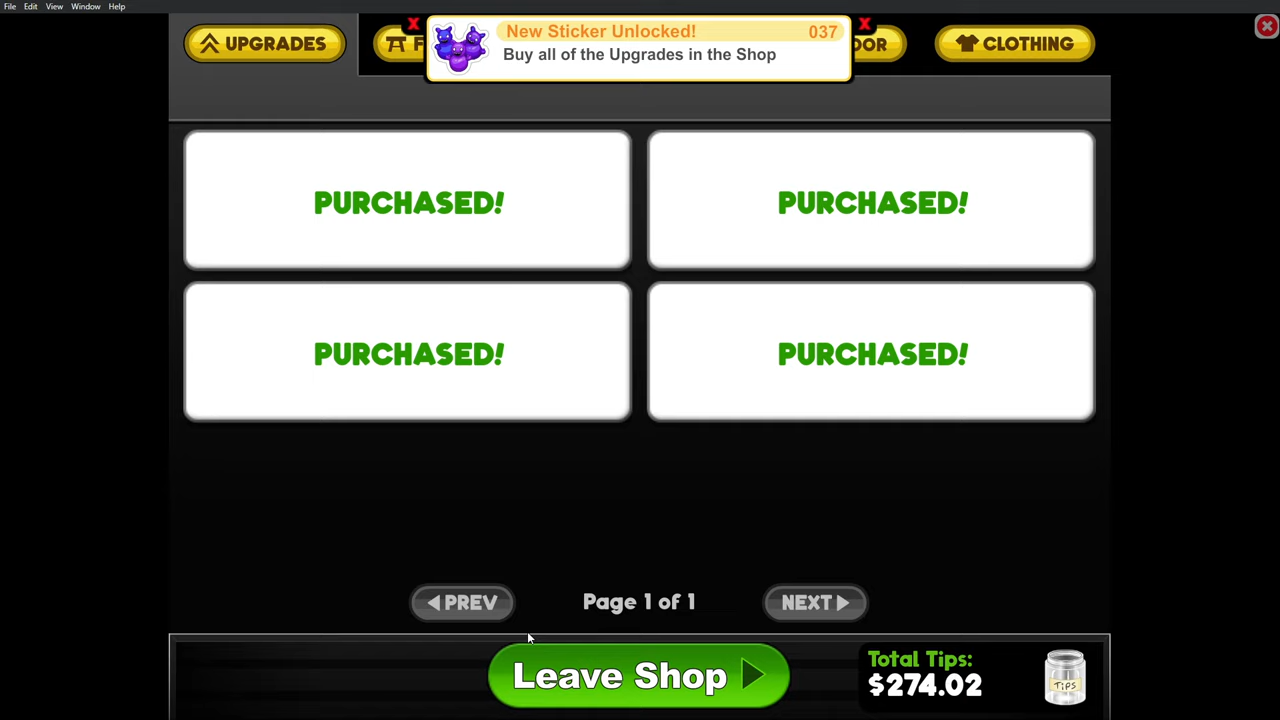 File Edit View Window Help
UPGRADES
OOR
CLOTHING
X
X
New Sticker Unlocked! 037
Buy all of the Upgrades in the Shop
PURCHASED! PURCHASED!
PURCHASED! PURCHASED!
PREV Page 1 of 1 NEXT
Leave Shop
Total Tips:
$274.02
TIPS